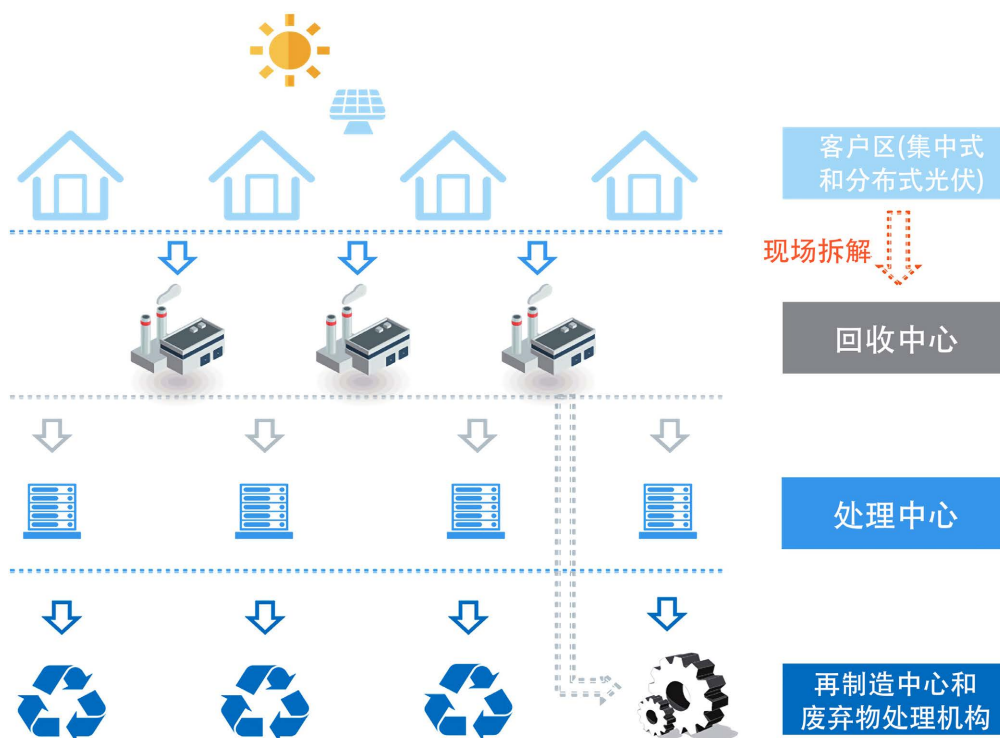 客户区(集中式
和分布式光伏)
现场拆解
回收中心
处理中心
再制造中心和
废弃物处理机构